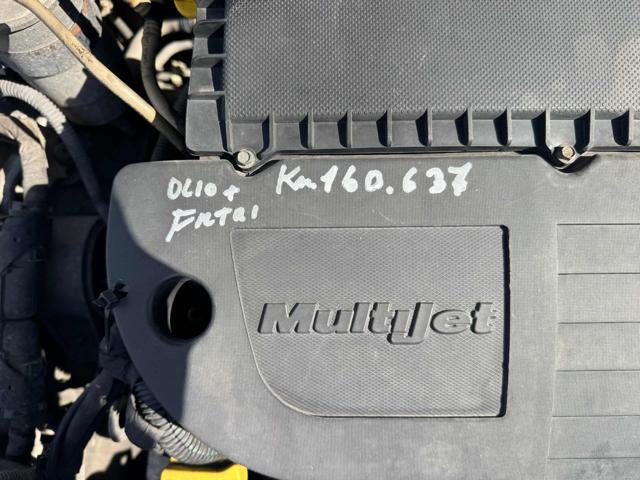 OLIO + Km 160.637
FILTRI
MultiJet